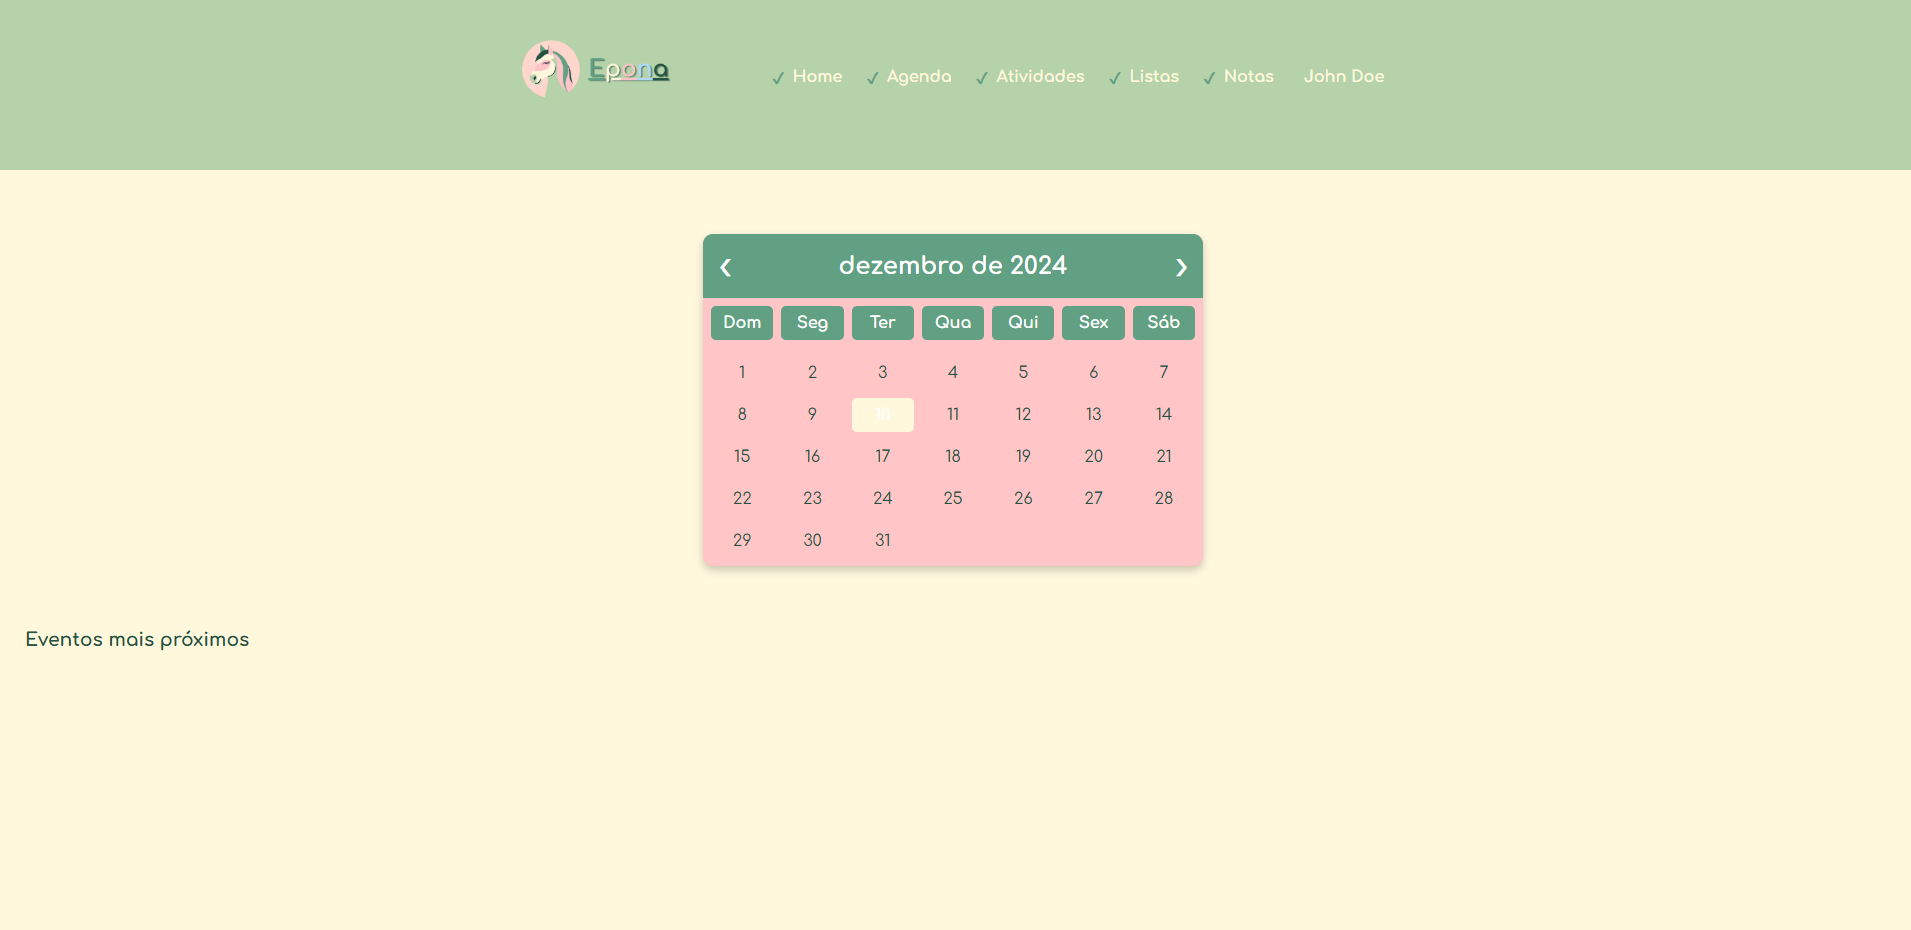 Epona
✓ Home ✓ Agenda ✓ Atividades ✓ Listas ✓ Notas John Doe
❮ dezembro de 2024 ❯
Dom Seg Ter Qua Qui Sex Sáb
1 2 3 4 5 6 7
8 9 10 11 12 13 14
15 16 17 18 19 20 21
22 23 24 25 26 27 28
29 30 31
Eventos mais próximos